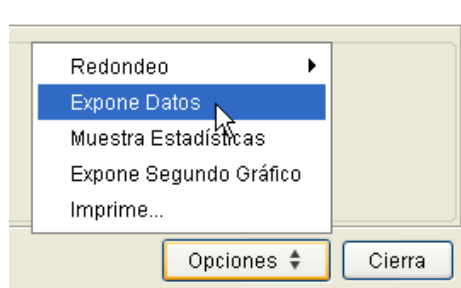 Redondeo
Expone Datos
Muestra Estadísticas
Expone Segundo Gráfico
Imprime...
Opciones Cierra